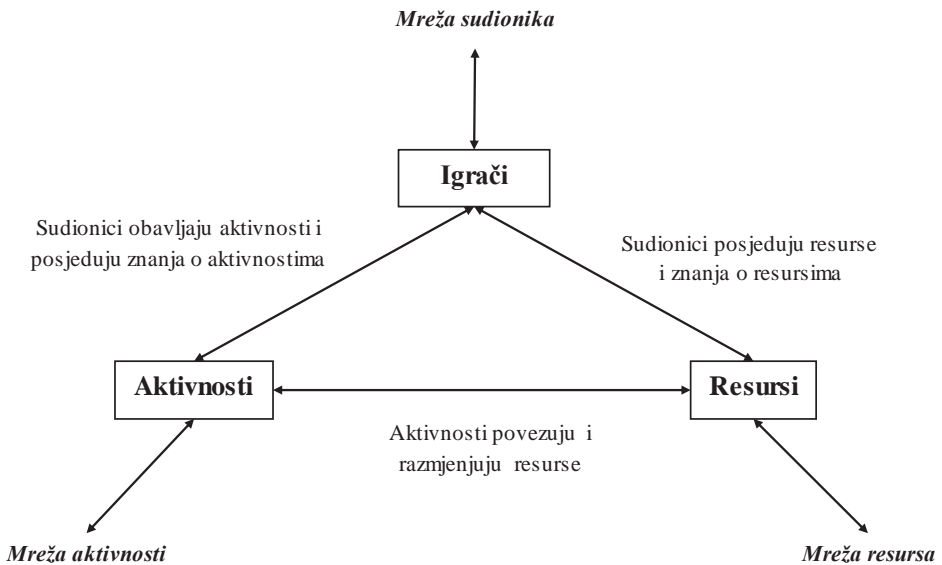 Mreža sudionika
Igrači
Sudionici obavljaju aktivnosti i
posjeduju znanja o aktivnostima
Sudionici posjeduju resurse
i znanja o resursima
Aktivnosti
Resursi
Aktivnosti povezuju i
razmjenjuju resurse
Mreža aktivnosti
Mreža resursa